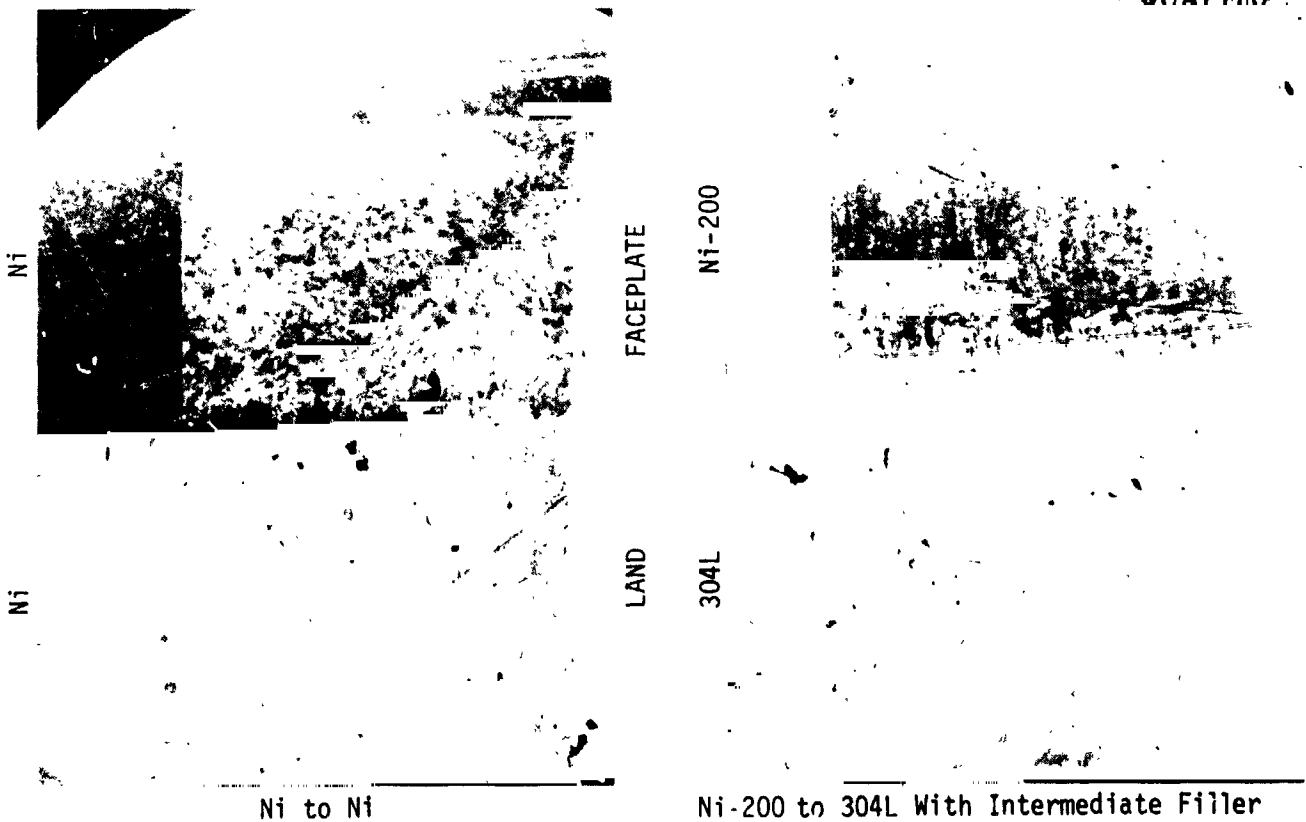 Ni
Ni
FACEPLATE
LAND
Ni-200
304L
Ni to Ni
Ni-200 to 304L With Intermediate Filler